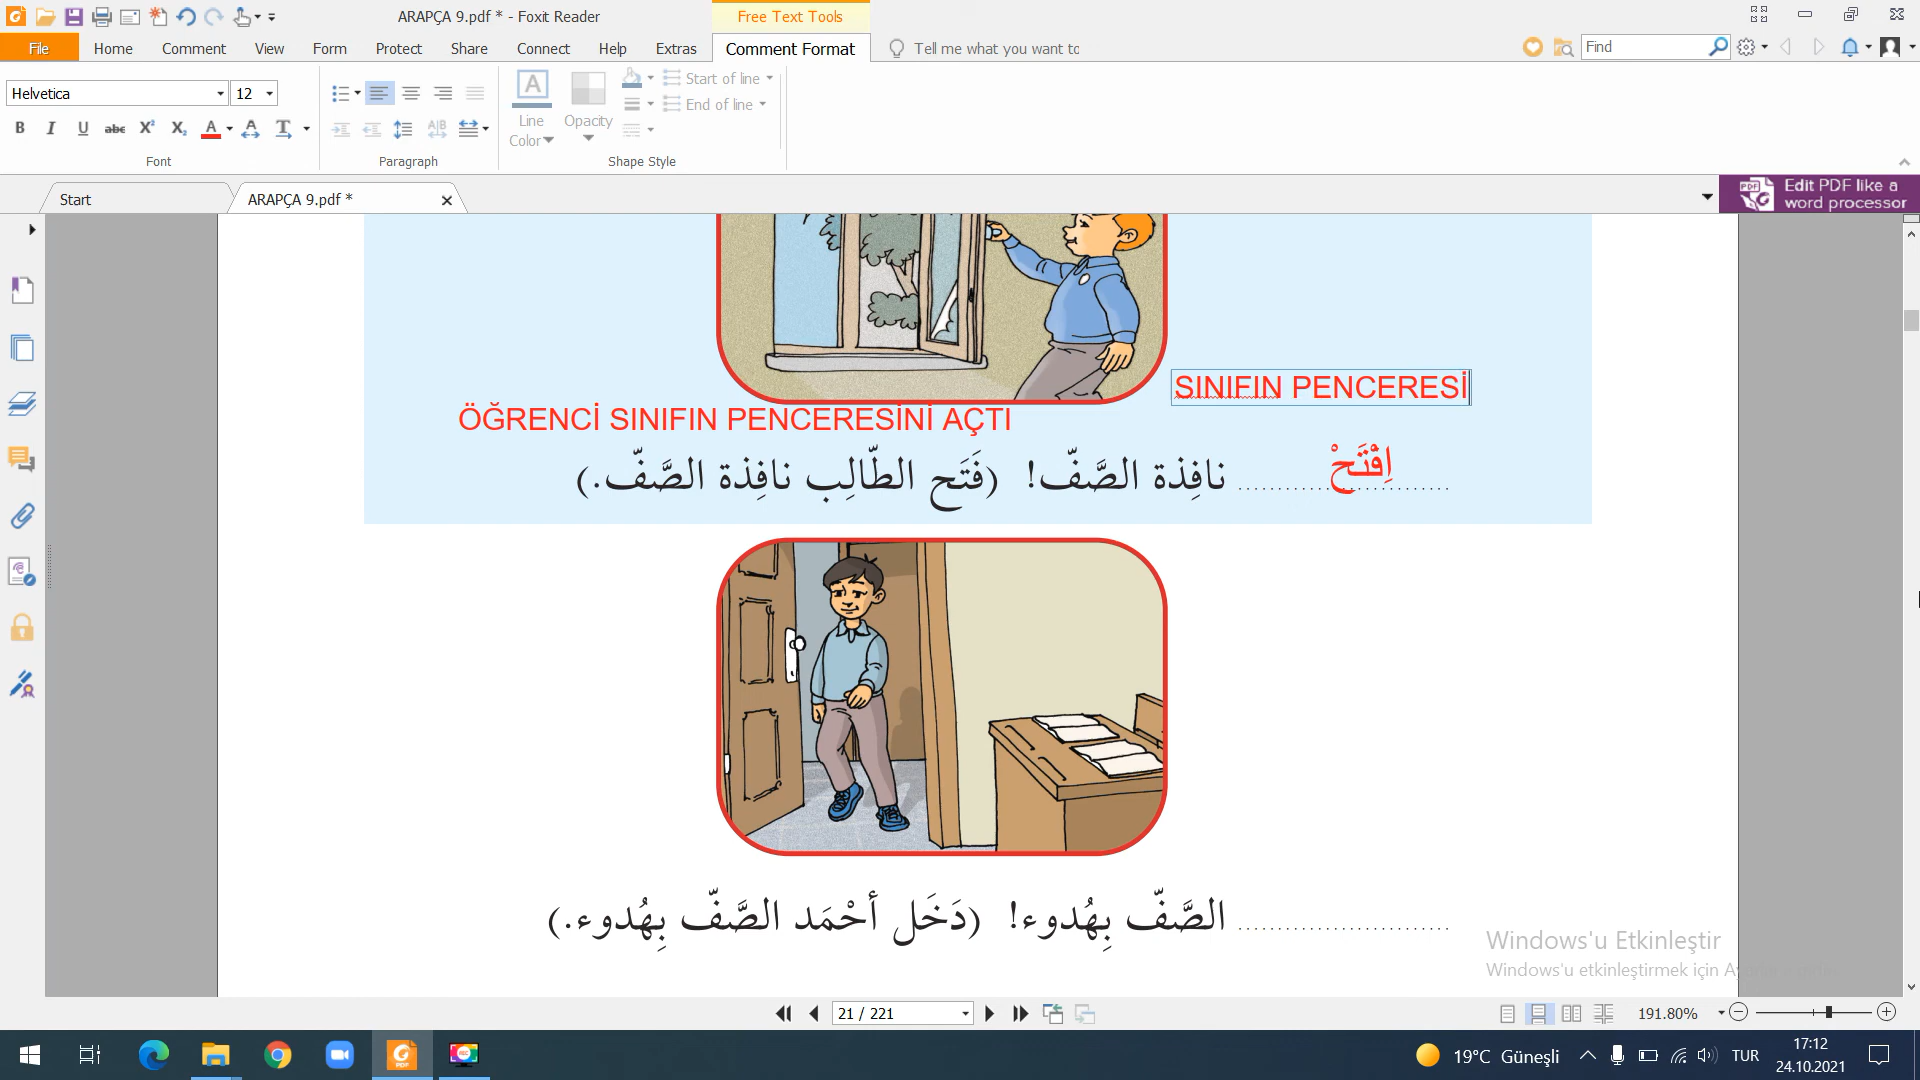 ARAPÇA 9.pdf * - Foxit Reader
Free Text Tools
File Home Comment View Form Protect Share Connect Help Extras Comment Format Tell me what you want to
Find
Helvetica 12
Line Color
Opacity
Start of line
End of line
Font Paragraph Shape Style
Start
ARAPÇA 9.pdf *
Edit PDF like a
word processor
SINIFIN PENCERESİ
ÖĞRENCİ SINIFIN PENCERESİNİ AÇTI
اِفْتَحْ
.......................... نافِذة الصَّفّ! (فَتَح الطّالِب نافِذة الصَّفّ.)
.......................... الصَّفّ بِهُدوء! (دَخَل أحْمَد الصَّفّ بِهُدوء.)
Windows'u Etkinleştir
Windows'u etkinleştirmek için
21 / 221
191.80%
19°C Güneşli
TUR
17:12
24.10.2021